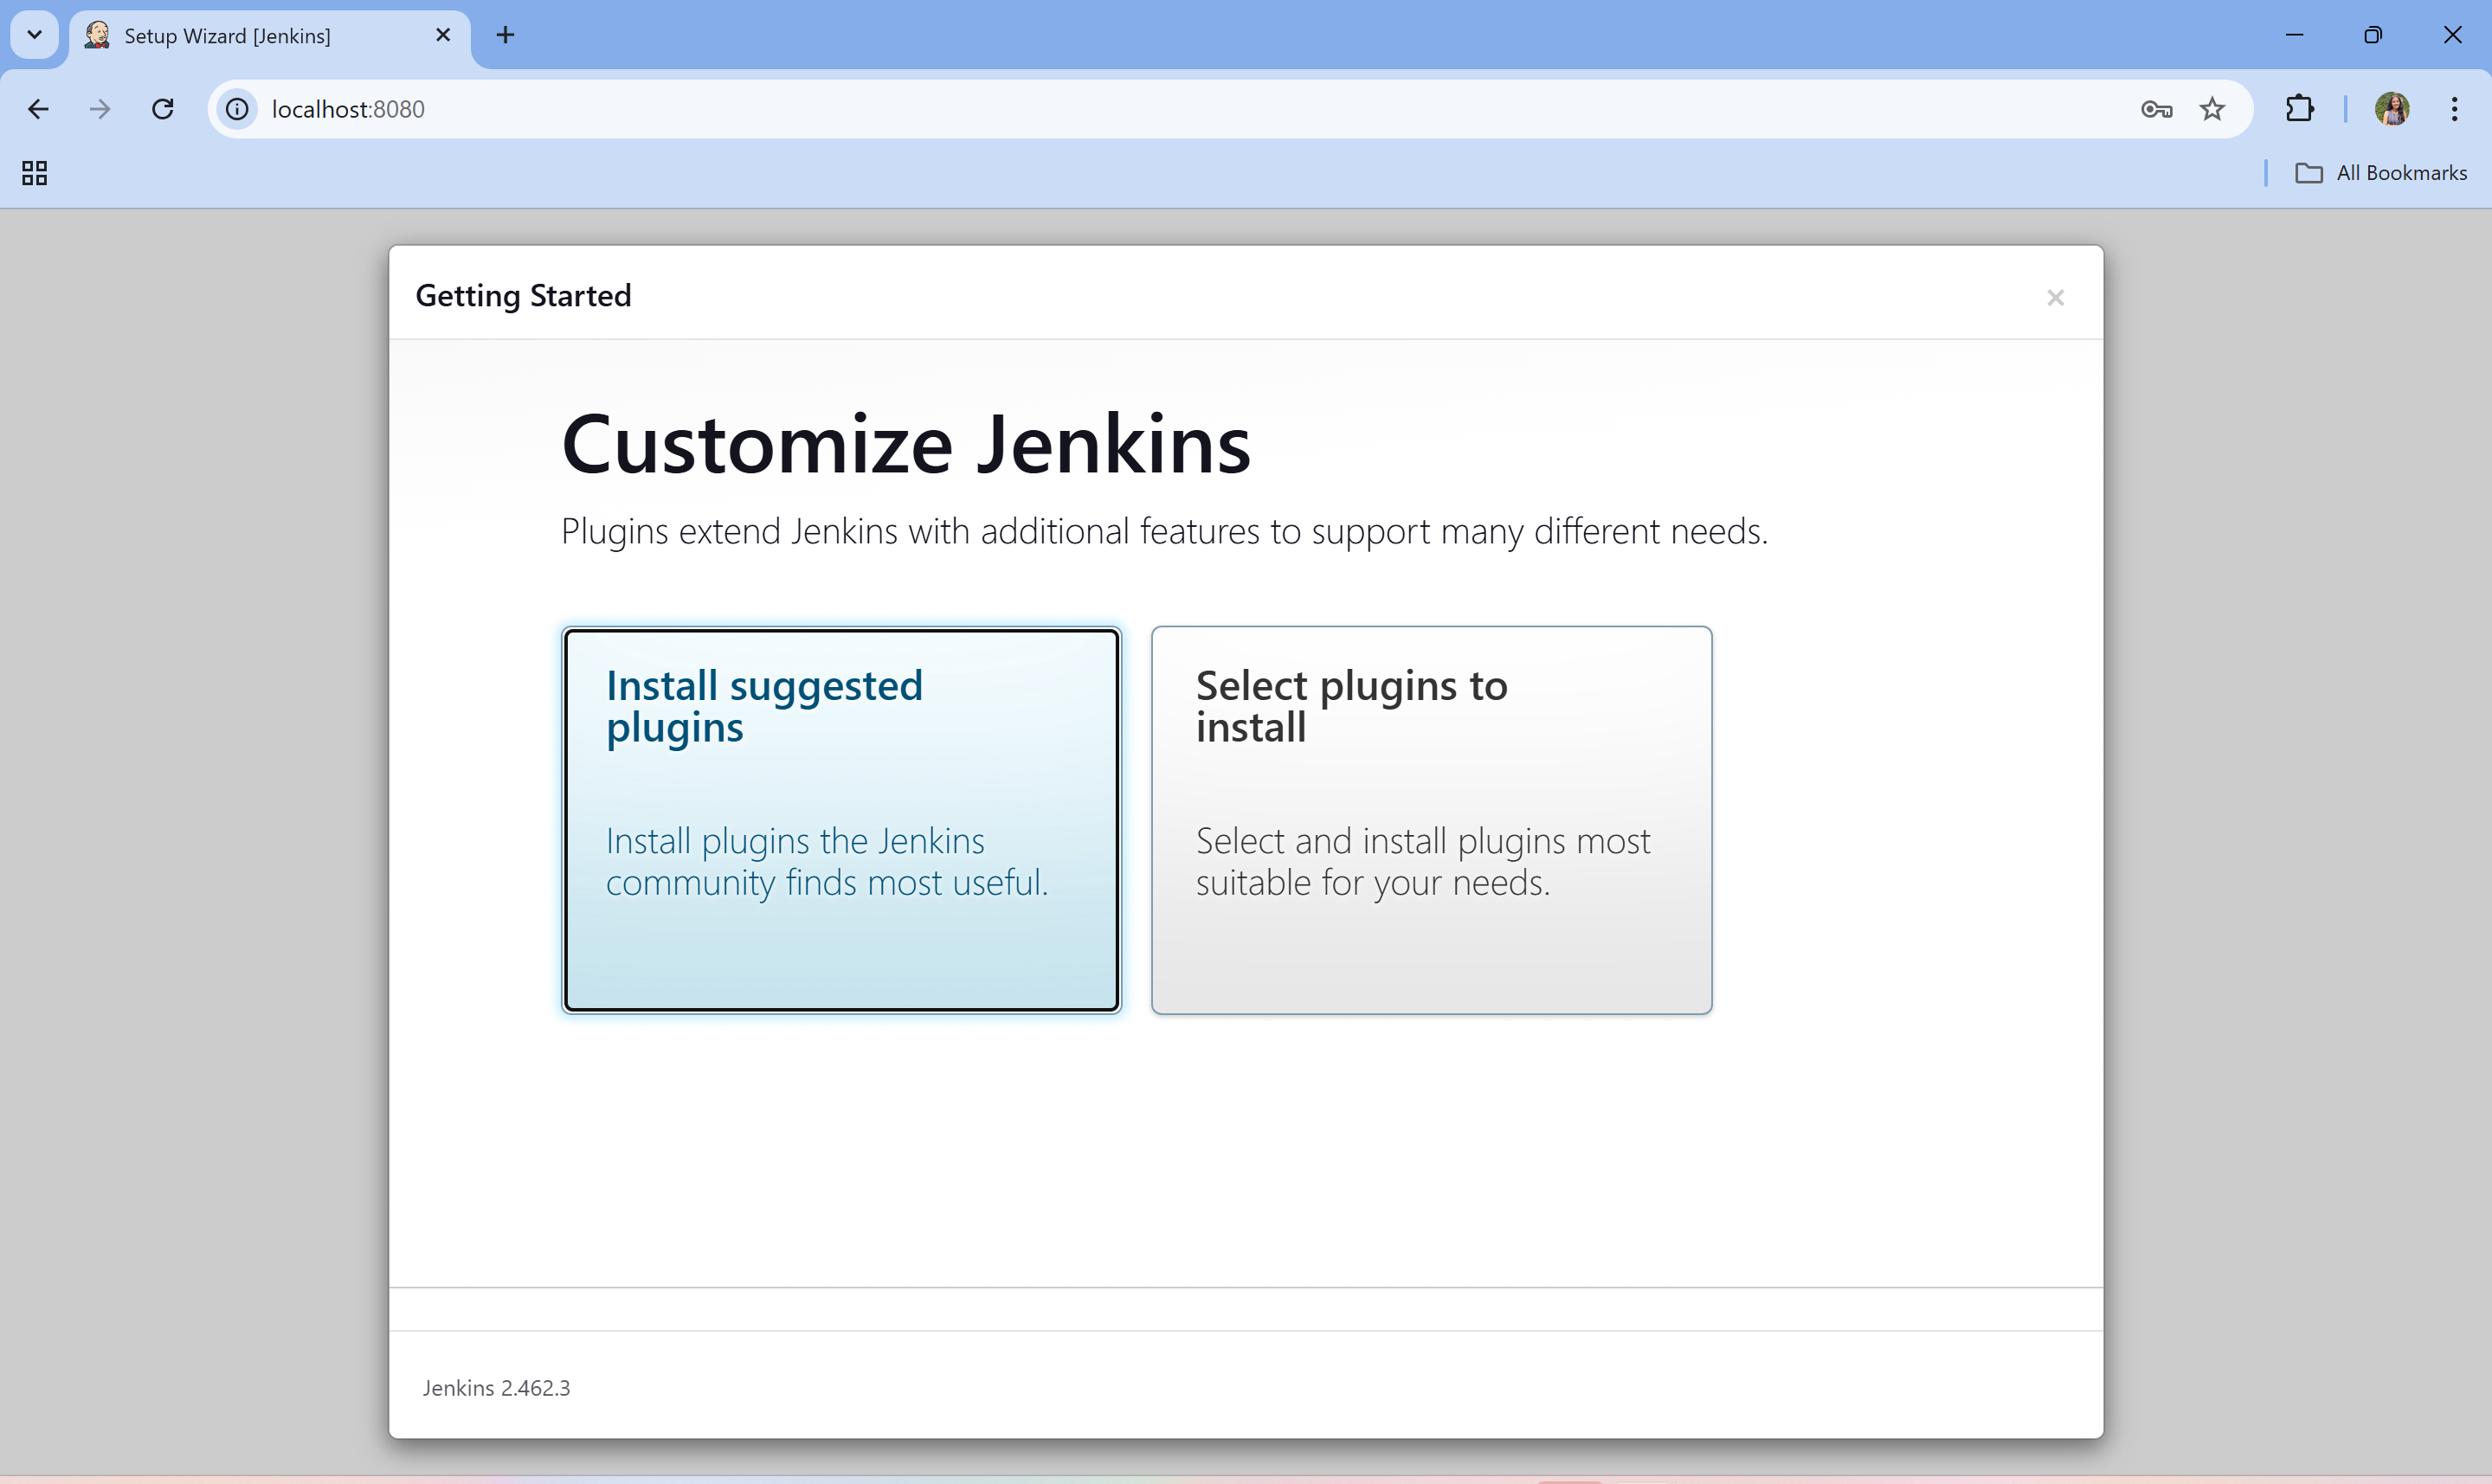 Setup Wizard [Jenkins]
localhost:8080
All Bookmarks
Getting Started
Customize Jenkins
Plugins extend Jenkins with additional features to support many different needs.
Install suggested
plugins
Install plugins the Jenkins
community finds most useful.
Select plugins to
install
Select and install plugins most
suitable for your needs.
Jenkins 2.462.3